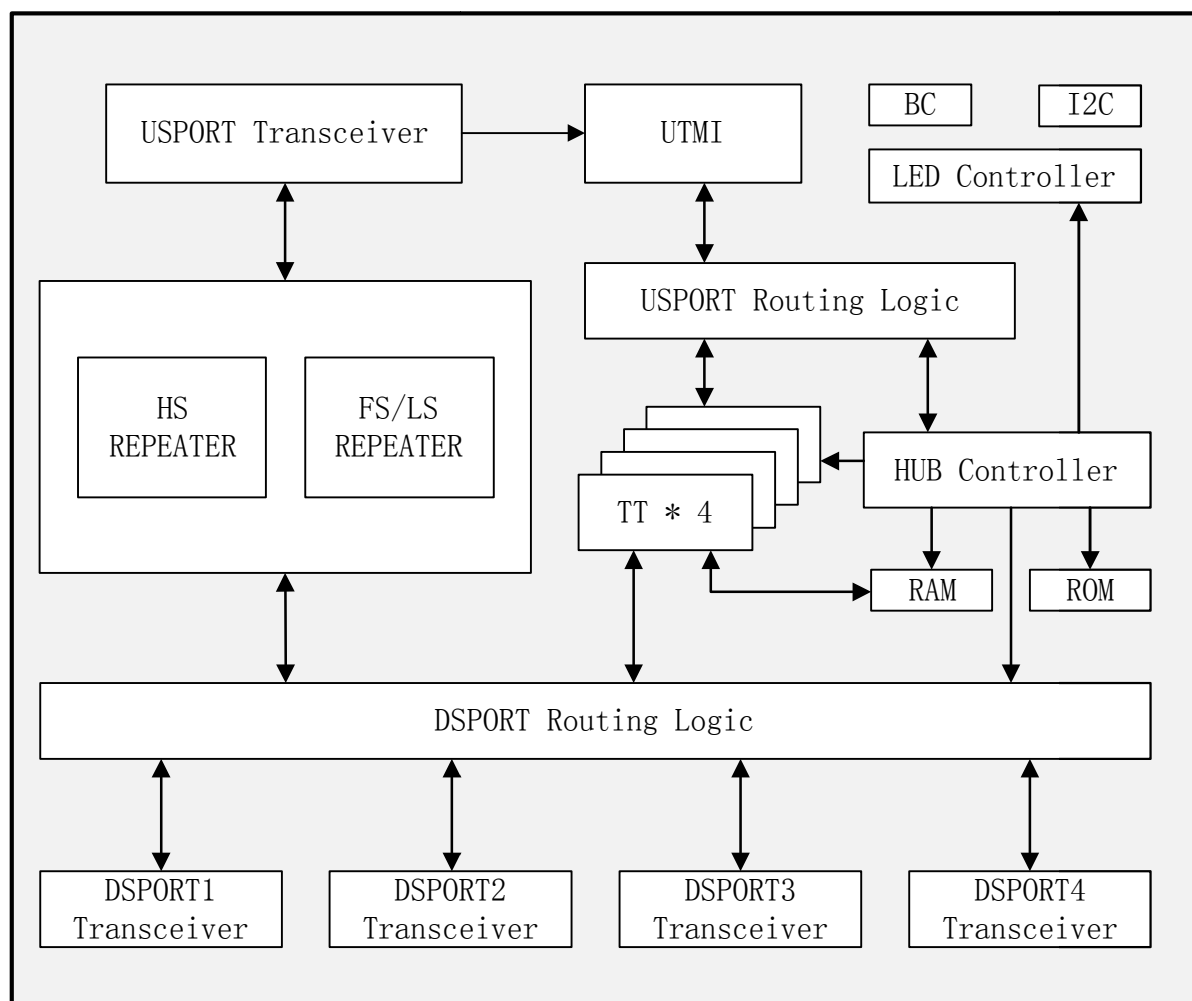 USPORT Transceiver
UTMI
BC
I2C
LED Controller
USPORT Routing Logic
HS
REPEATER
FS/LS
REPEATER
HUB Controller
TT * 4
RAM
ROM
DSPORT Routing Logic
DSPORT1
Transceiver
DSPORT2
Transceiver
DSPORT3
Transceiver
DSPORT4
Transceiver